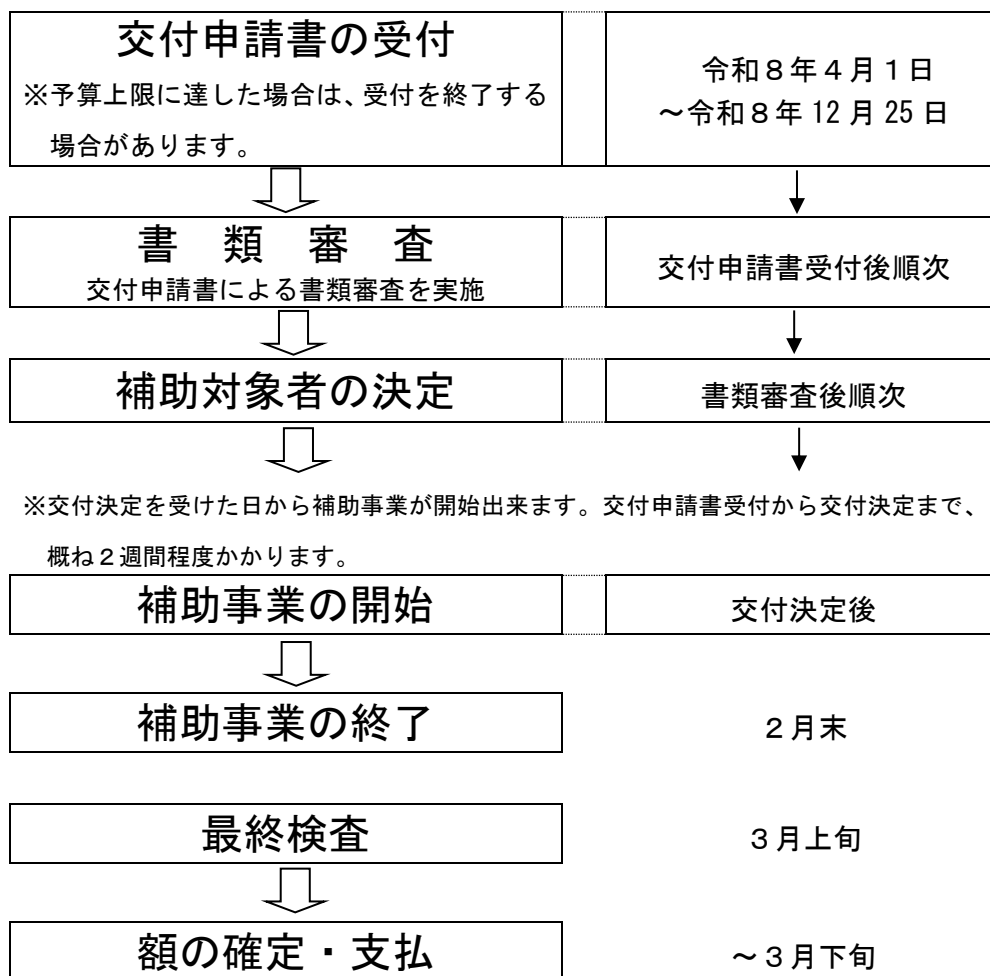 交付申請書の受付
※予算上限に達した場合は、受付を終了する
場合があります。
令和８年４月１日
～令和８年 12 月 25 日
書　類　審　査
交付申請書による書類審査を実施
交付申請書受付後順次
補助対象者の決定
書類審査後順次
※交付決定を受けた日から補助事業が開始出来ます。交付申請書受付から交付決定まで、
概ね２週間程度かかります。
補助事業の開始
交付決定後
補助事業の終了
２月末
最終検査
３月上旬
額の確定・支払
～３月下旬